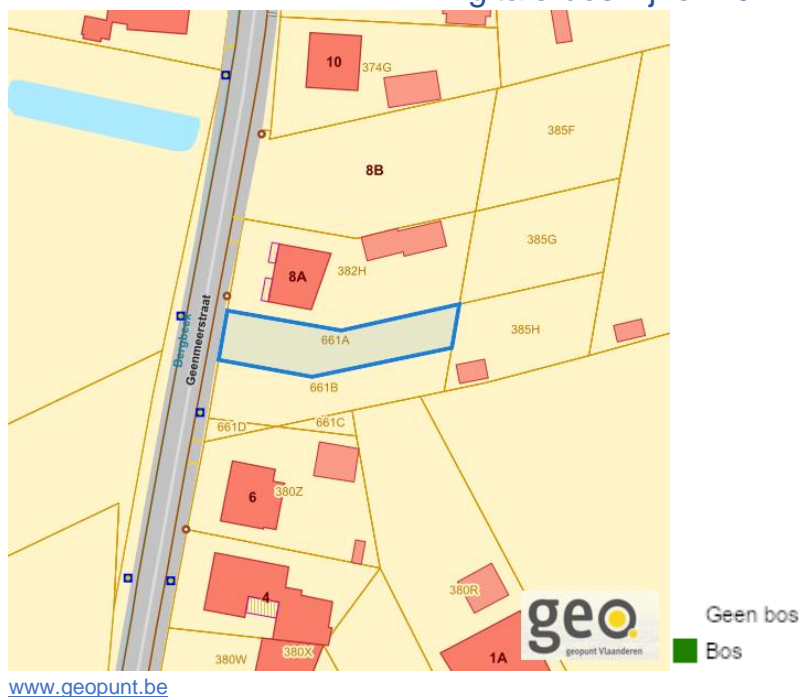 10
374G
385F
8B
385G
382H
8A
385H
Bergbeek
Geenmeerstraat
661A
661B
661D
661C
6
380Z
4
380R
380W
380X
1A
geo
geopunt Vlaanderen
Geen bos
Bos
www.geopunt.be